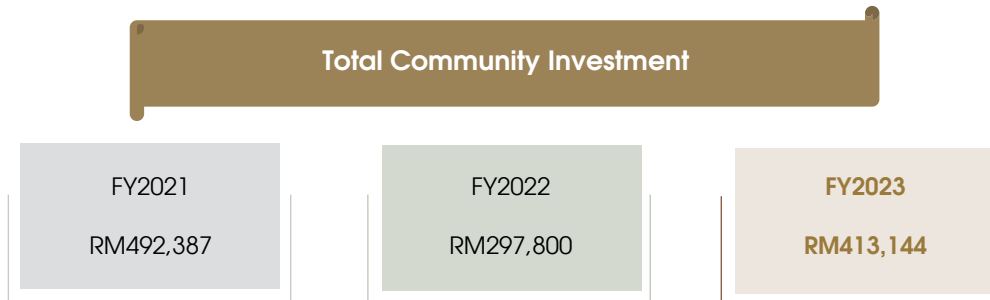 Total Community Investment
FY2021
RM492,387
FY2022
RM297,800
FY2023
RM413,144